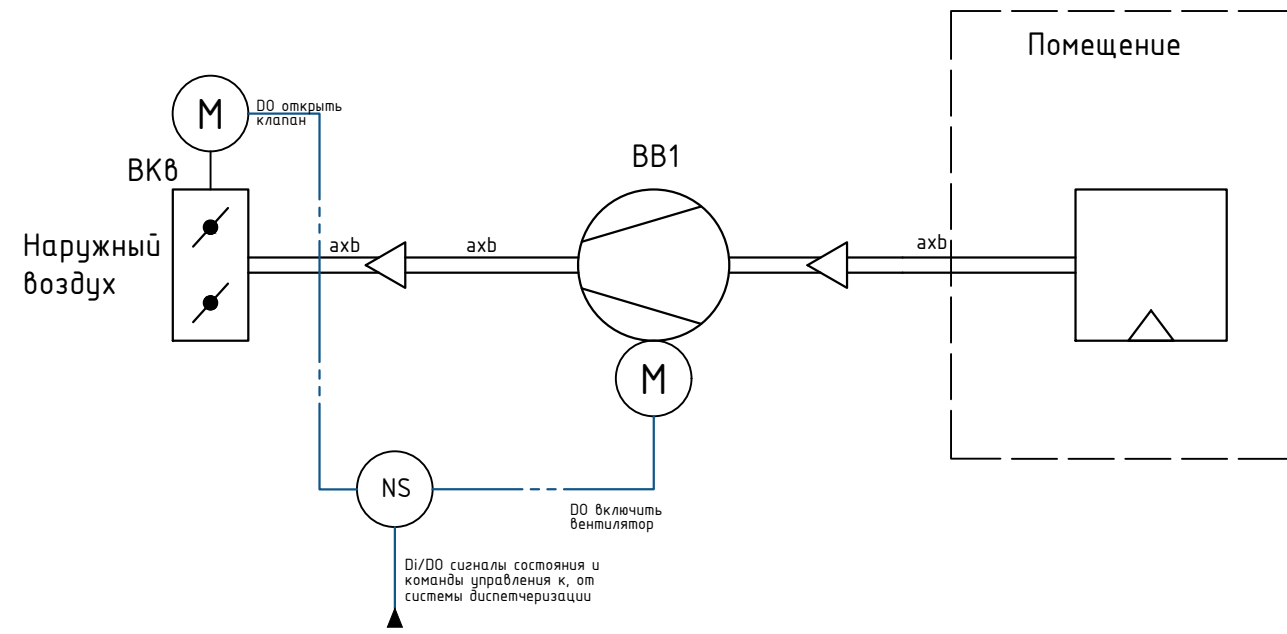 Помещение
М
DO открыть
клапан
ВКв
ВВ1
Наружный
воздух
axb
axb
axb
М
NS
DO включить
вентилятор
Di/DO сигналы состояния и
команды управления к, от
системы диспетчеризации